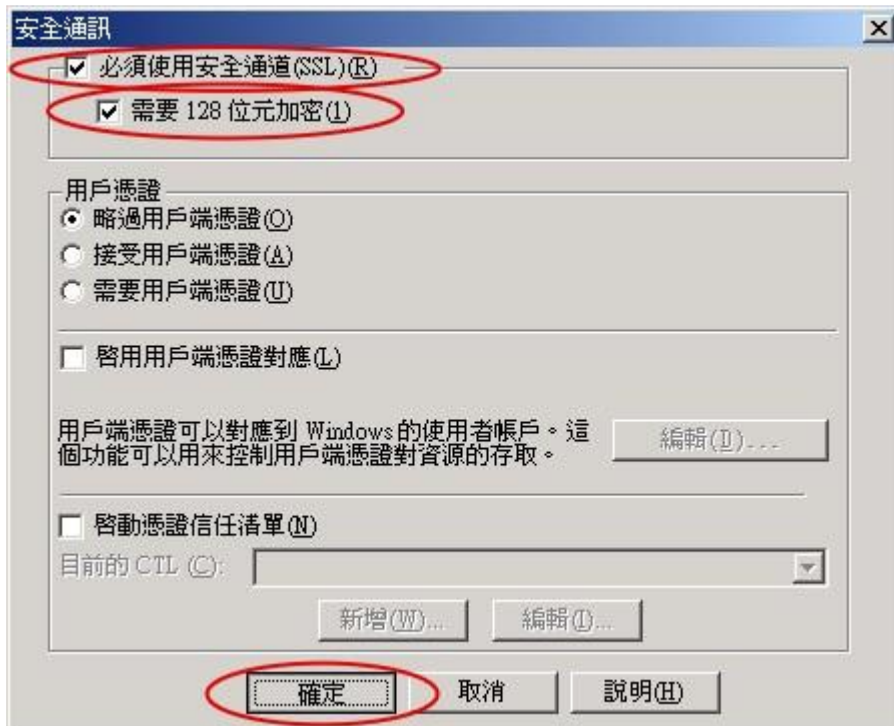 安全通訊
必須使用安全通道(SSL)(R)
需要 128 位元加密(1)
用戶憑證
略過用戶端憑證(O)
接受用戶端憑證(A)
需要用戶端憑證(U)
啓用用戶端憑證對應(L)
用戶端憑證可以對應到 Windows 的使用者帳戶。這
個功能可以用來控制用戶端憑證對資源的存取。
編輯(D)...
啓動憑證信任清單(N)
目前的 CTL (C):
新增(W)...
編輯(I)...
確定
取消
說明(H)